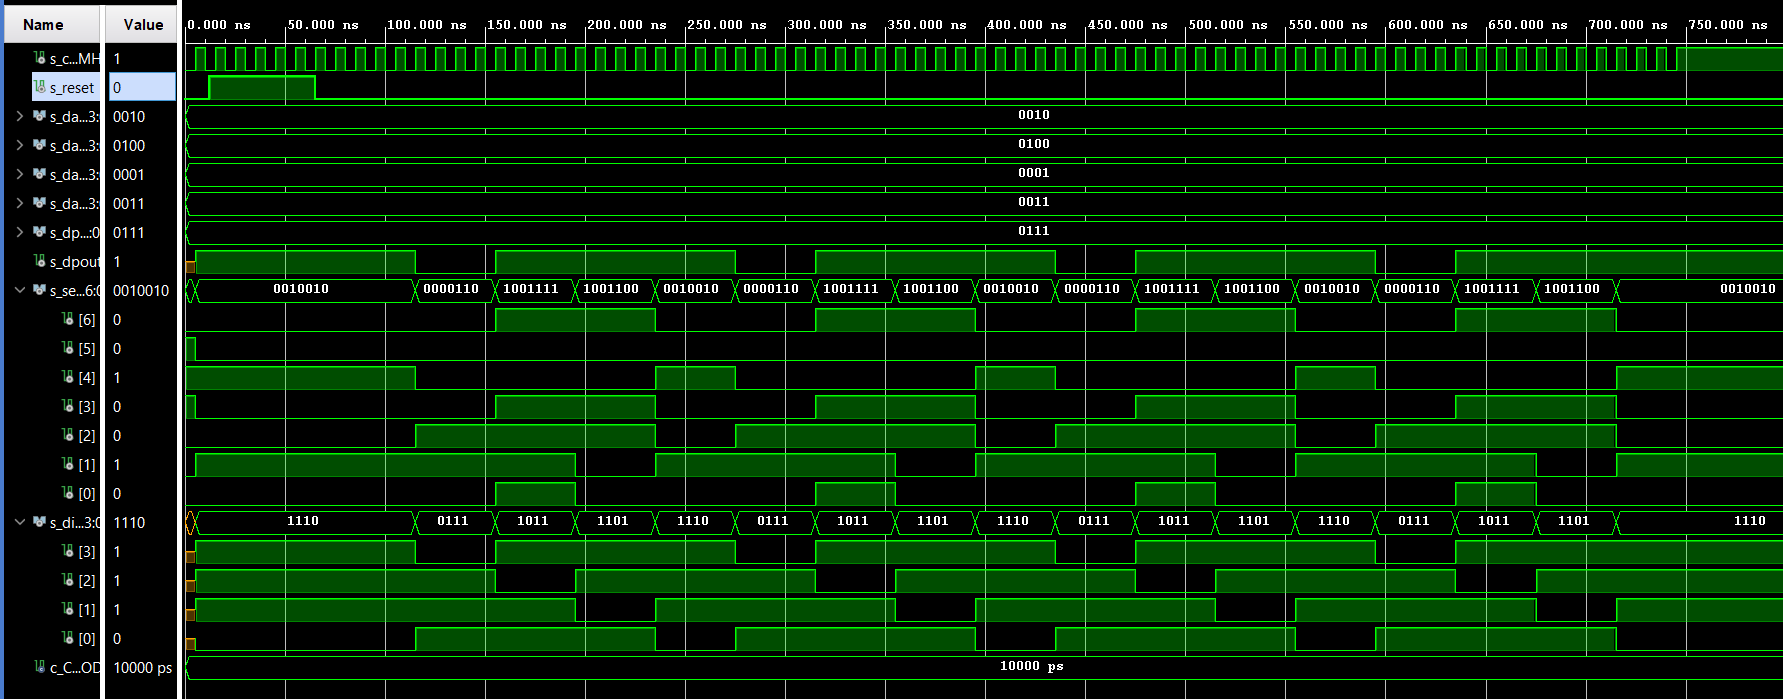 Name Value 0.000 ns 50.000 ns 100.000 ns 150.000 ns 200.000 ns 250.000 ns 300.000 ns 350.000 ns 400.000 ns 450.000 ns 500.000 ns 550.000 ns 600.000 ns 650.000 ns 700.000 ns 750.000 ns
s_c...MH 1
s_reset 0
s_da...3: 0010 0010
s_da...3: 0100 0100
s_da...3: 0001 0001
s_da...3: 0011 0011
s_dp...:0 0111 0111
s_dpout 1
s_se...6:0 0010010 0010010 0000110 1001111 1001100 0010010 0000110 1001111 1001100 0010010 0000110 1001111 1001100 0010010 0000110 1001111 1001100 0010010
[6] 0
[5] 0
[4] 1
[3] 0
[2] 0
[1] 1
[0] 0
s_di...3:0 1110 1110 0111 1011 1101 1110 0111 1011 1101 1110 0111 1011 1101 1110 0111 1011 1101 1110
[3] 1
[2] 1
[1] 1
[0] 0
c_C...OD 10000 ps 10000 ps